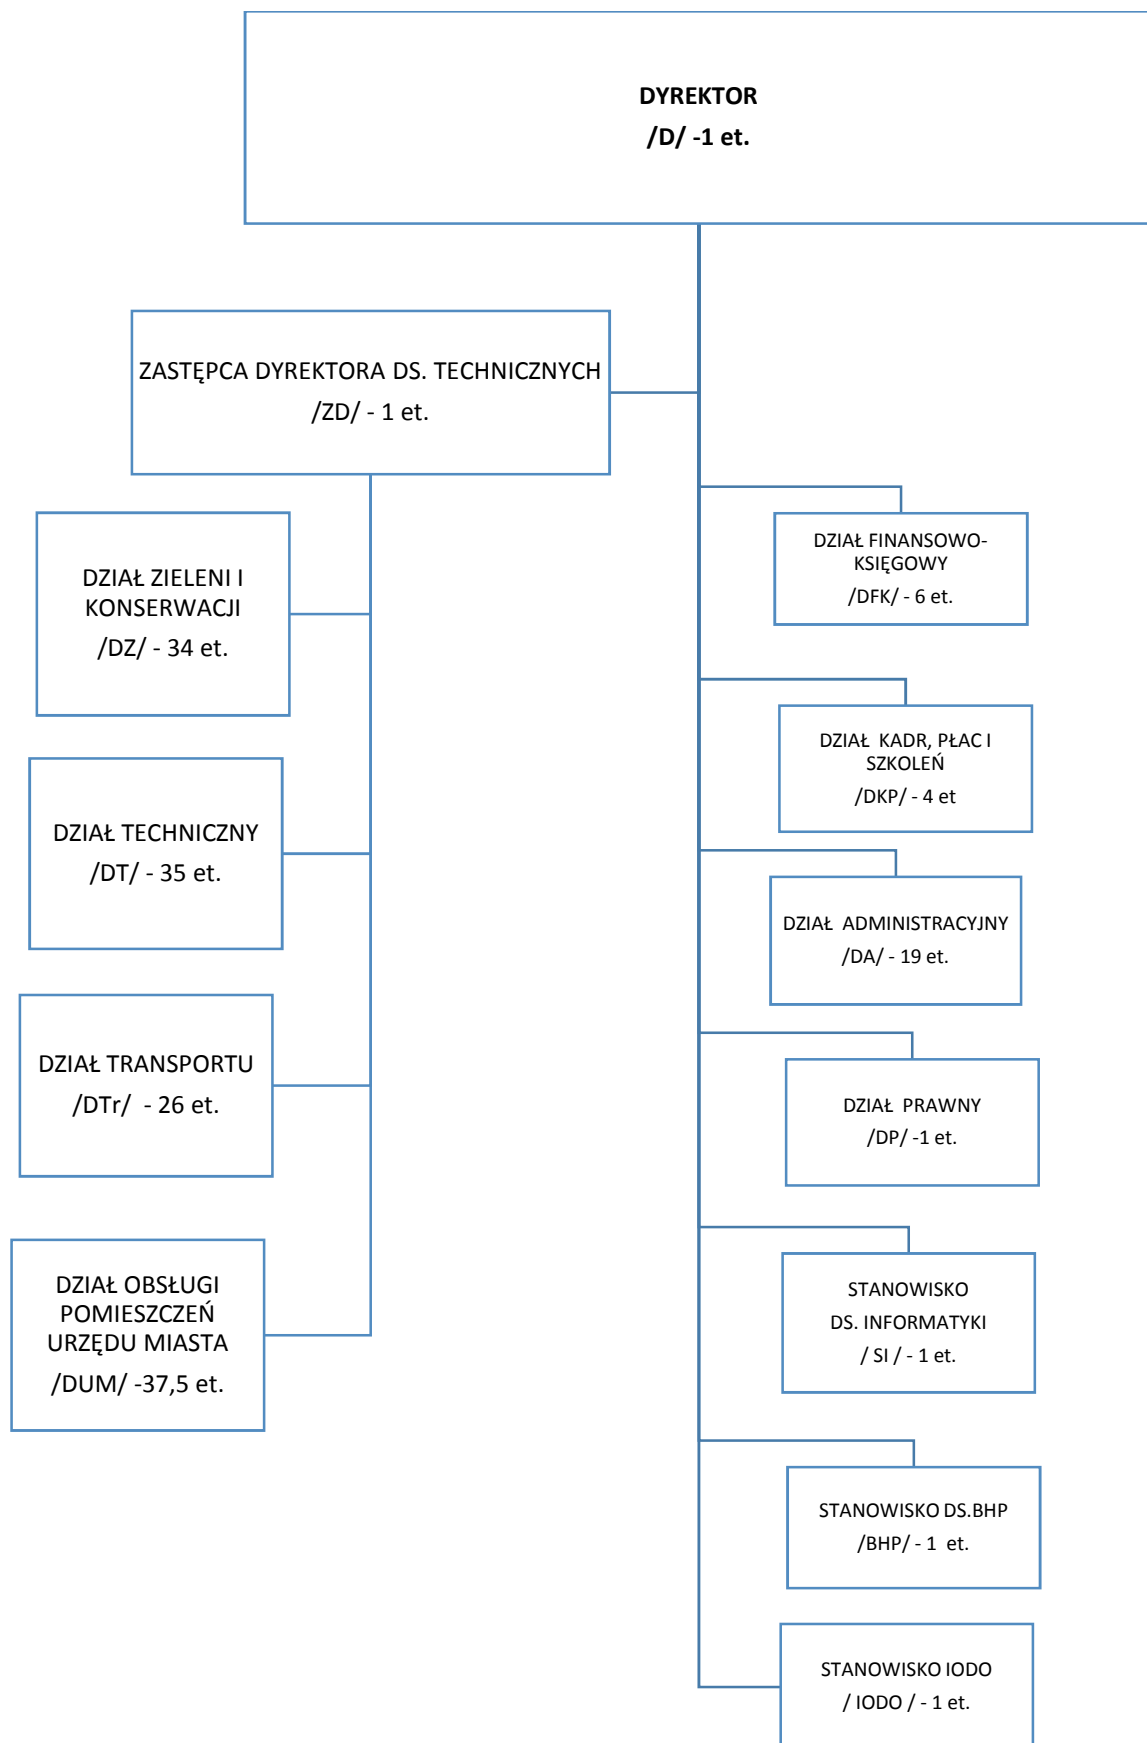 DYREKTOR
/D/ -1 et.
ZASTĘPCA DYREKTORA DS. TECHNICZNYCH
/ZD/ - 1 et.
DZIAŁ ZIELENI I
KONSERWACJI
/DZ/ - 34 et.
DZIAŁ TECHNICZNY
/DT/ - 35 et.
DZIAŁ TRANSPORTU
/DTr/ - 26 et.
DZIAŁ OBSŁUGI
POMIESZCZEŃ
URZĘDU MIASTA
/DUM/ -37,5 et.
DZIAŁ FINANSOWO-
KSIĘGOWY
/DFK/ - 6 et.
DZIAŁ KADR, PŁAC I
SZKOLEŃ
/DKP/ - 4 et
DZIAŁ ADMINISTRACYJNY
/DA/ - 19 et.
DZIAŁ PRAWNY
/DP/ -1 et.
STANOWISKO
DS. INFORMATYKI
/ SI / - 1 et.
STANOWISKO DS.BHP
/BHP/ - 1 et.
STANOWISKO IODO
/ IODO / - 1 et.